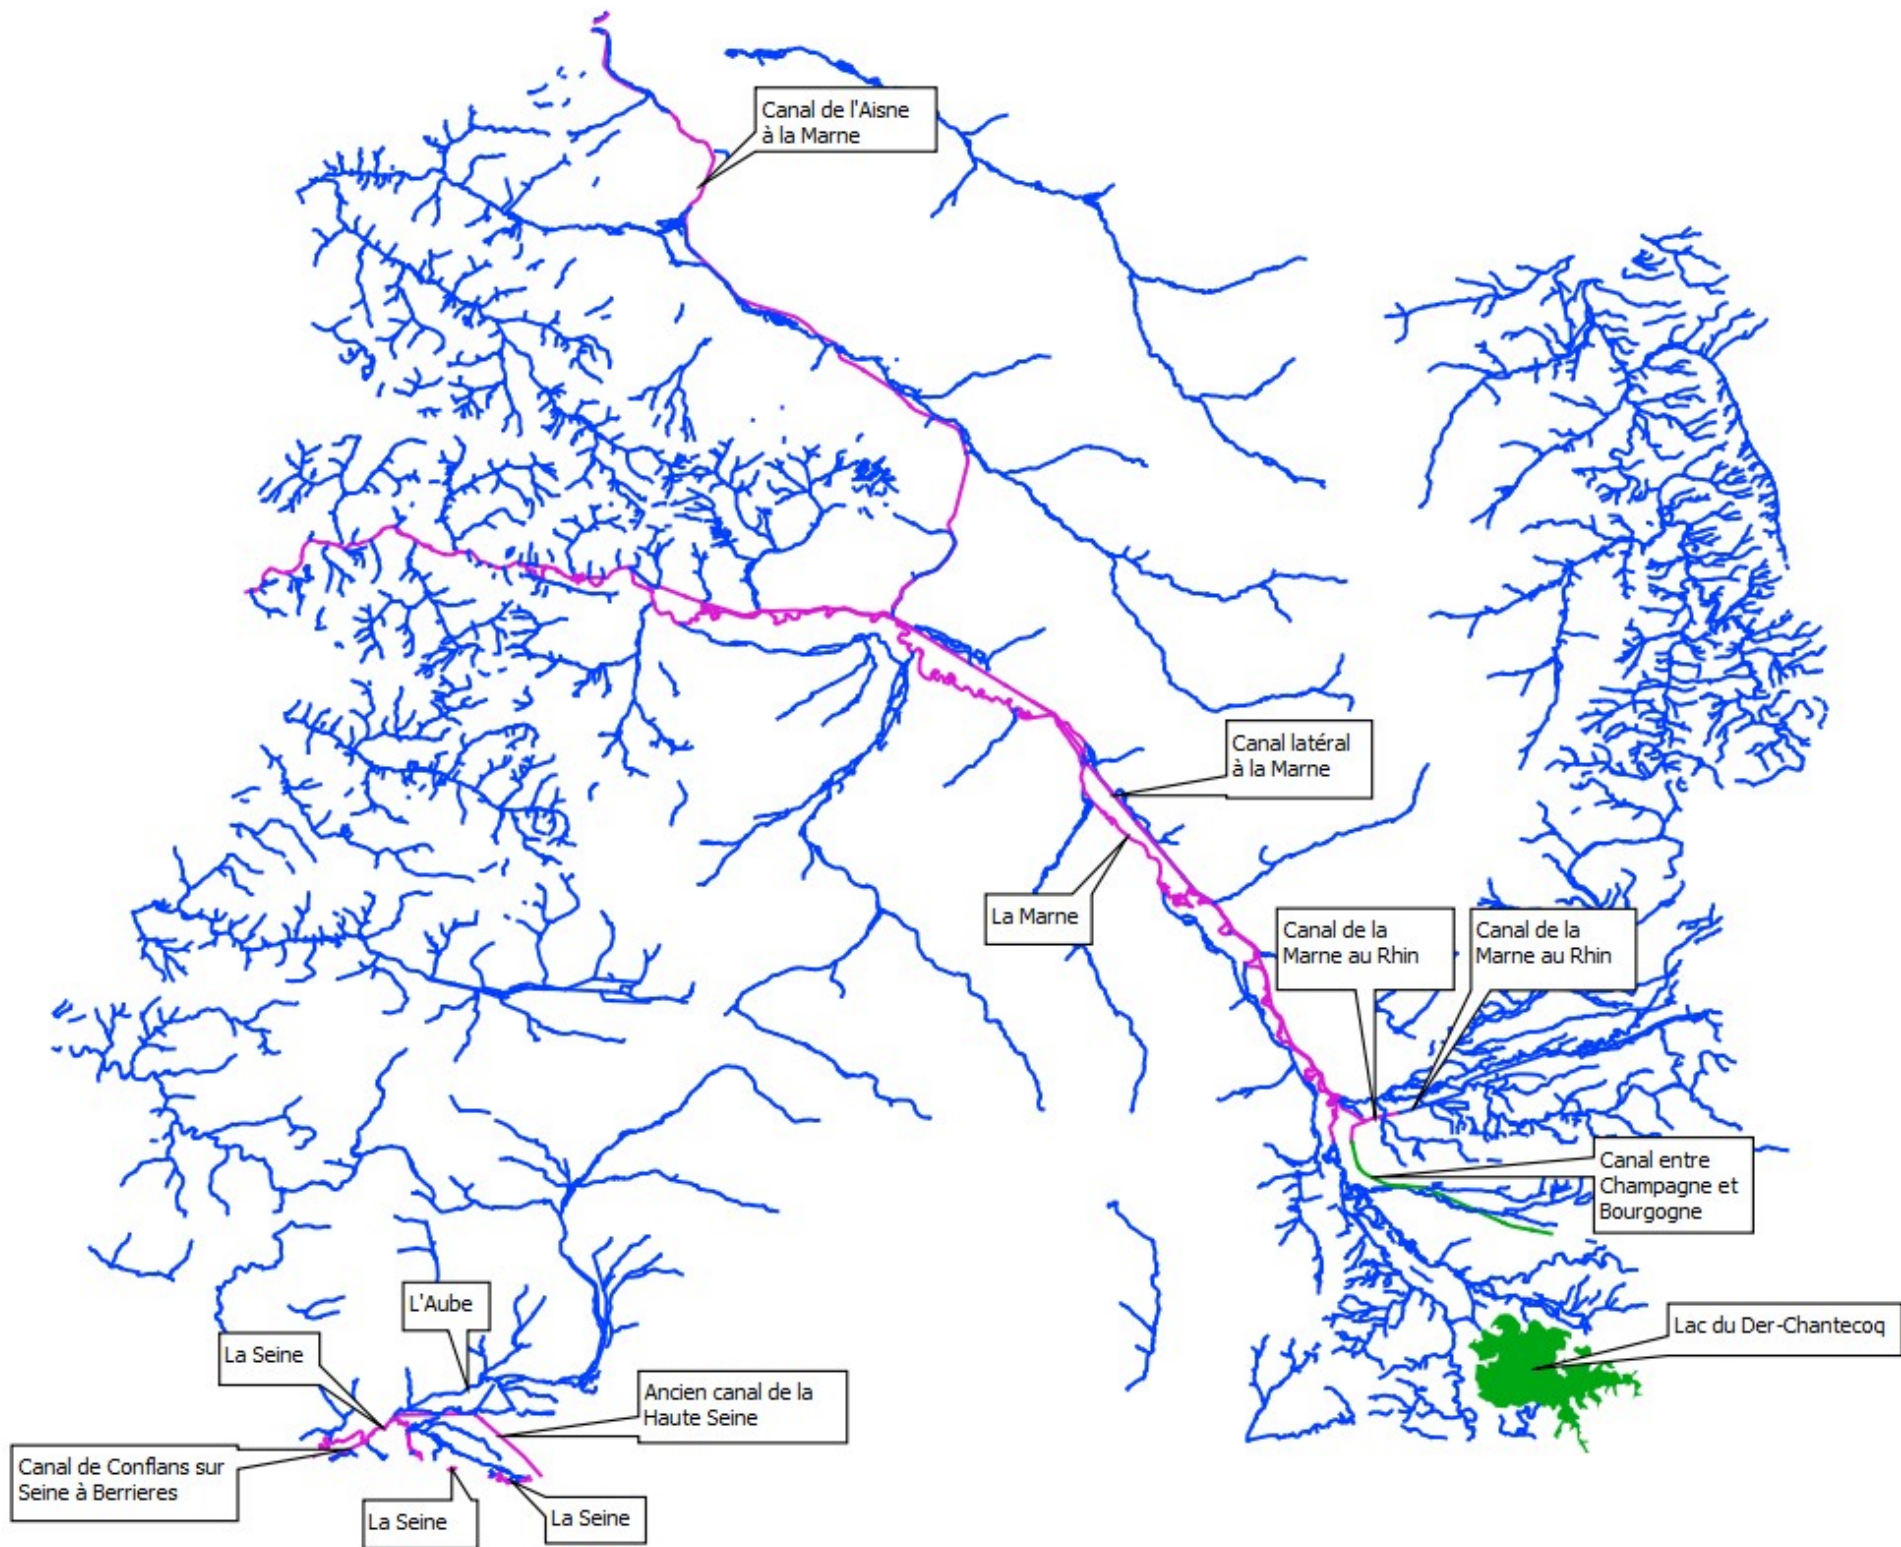 Canal de l'Aisne
à la Marne
Canal latéral
à la Marne
La Marne
Canal de la
Marne au Rhin
Canal de la
Marne au Rhin
Canal entre
Champagne et
Bourgogne
L'Aube
La Seine
Lac du Der-Chantecoq
Ancien canal de la
Haute Seine
Canal de Conflans sur
Seine à Berrieres
La Seine
La Seine